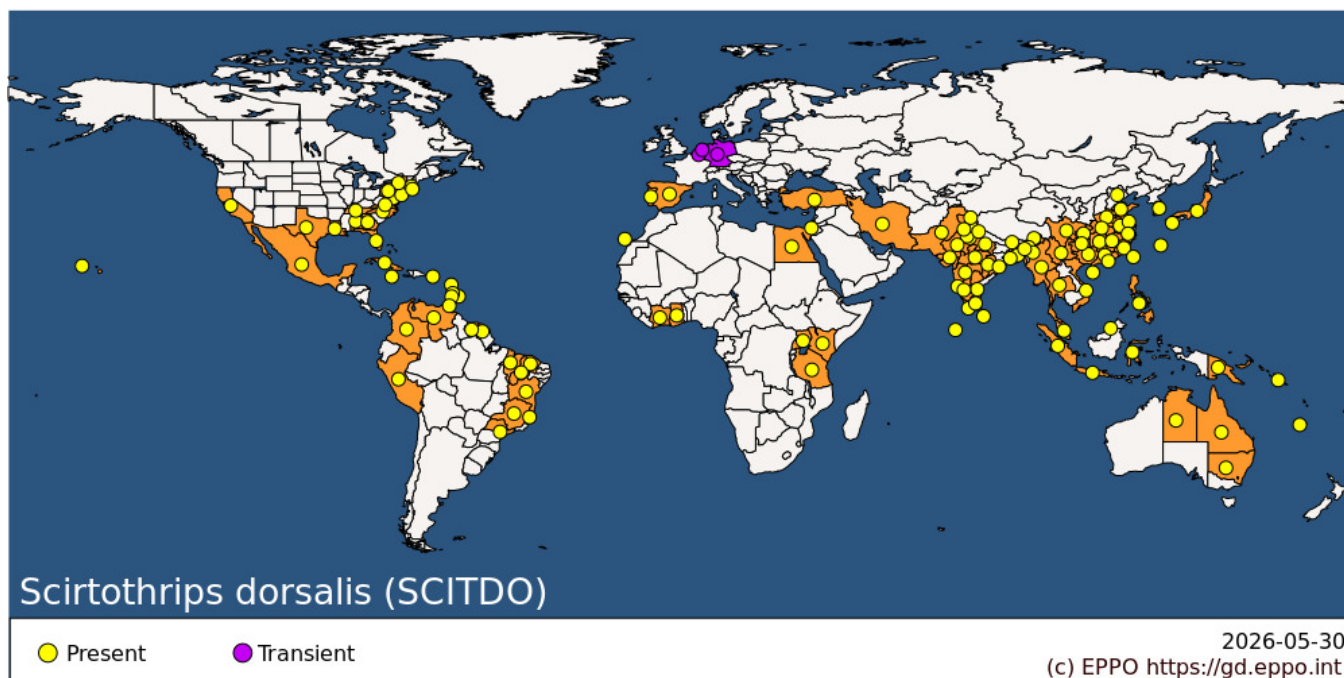 Scirtothrips dorsalis (SCITDO)
Present
Transient
2026-05-30
(c) EPPO https://gd.eppo.int